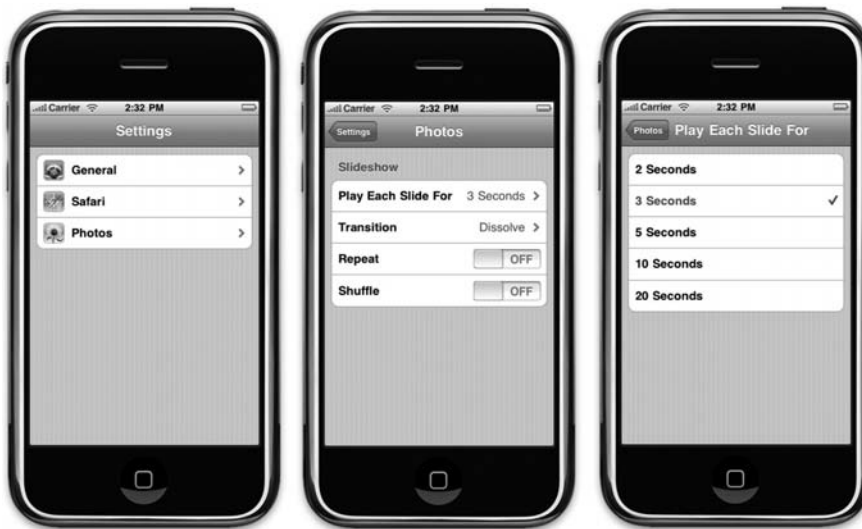 Carrier 2:32 PM
Settings
General
Safari
Photos
Carrier 2:32 PM
Settings Photos
Slideshow
Play Each Slide For 3 Seconds
Transition Dissolve
Repeat OFF
Shuffle OFF
Carrier 2:32 PM
Photos Play Each Slide For
2 Seconds
3 Seconds
5 Seconds
10 Seconds
20 Seconds